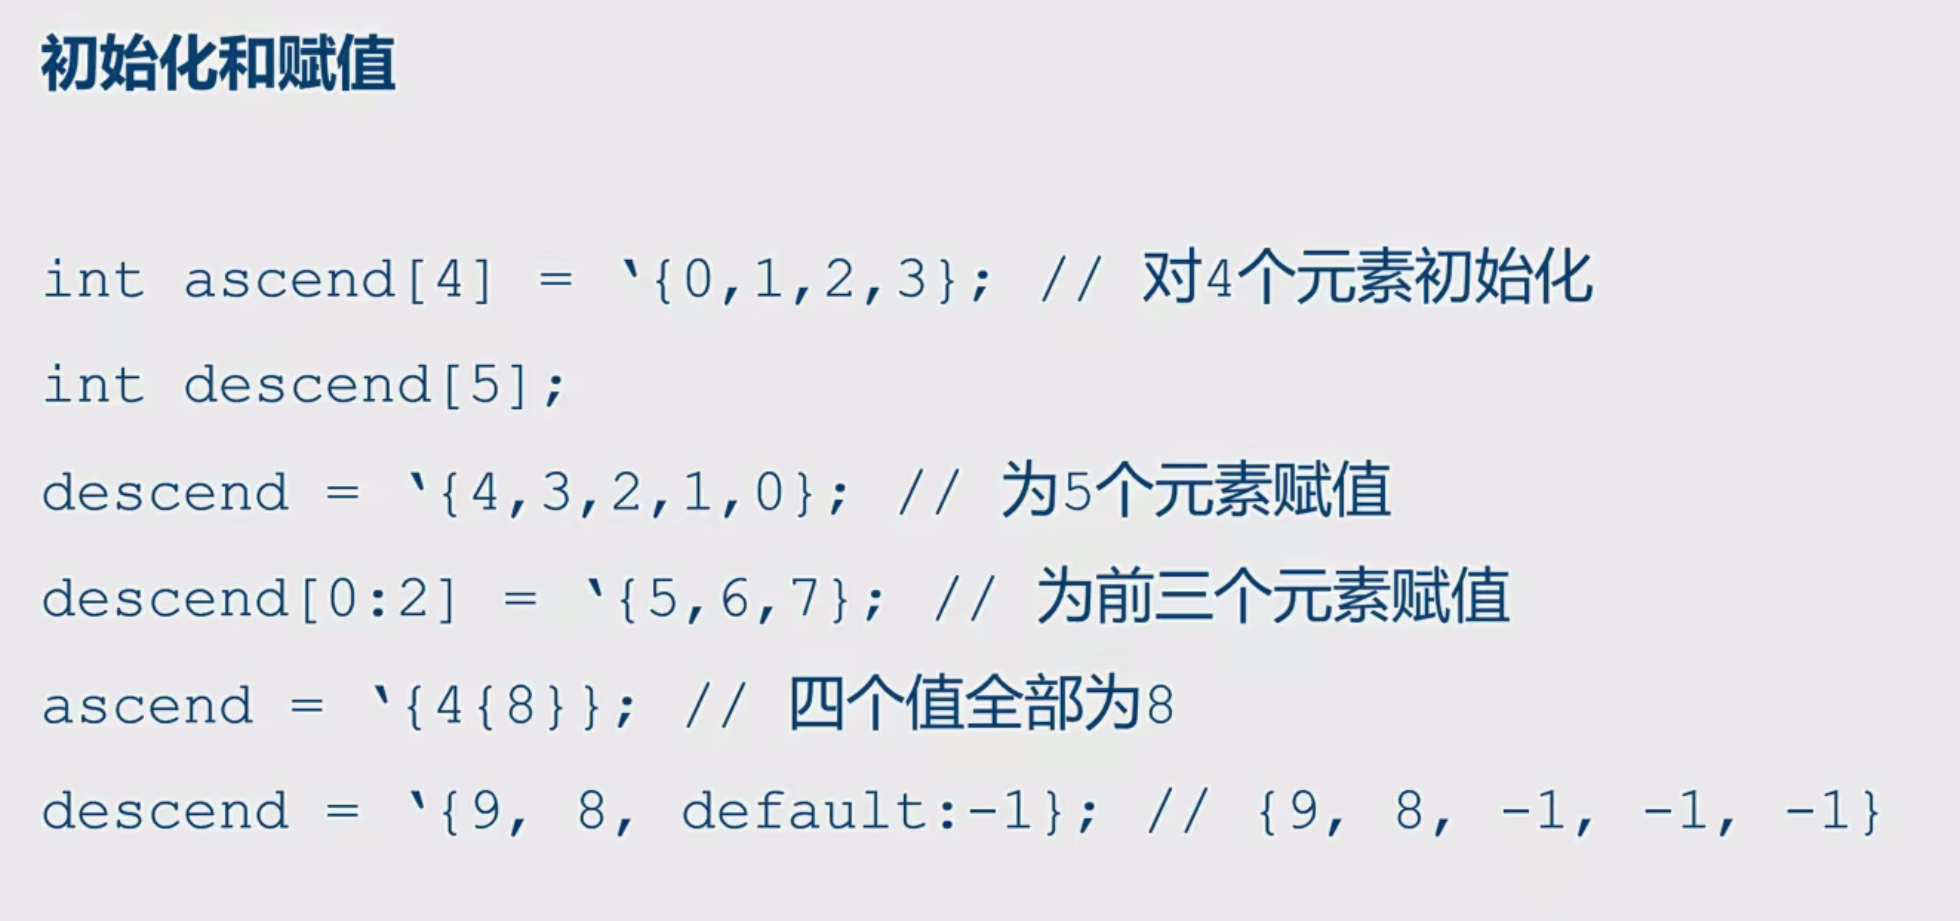 初始化和赋值
int ascend[4] = `{0,1,2,3}; // 对4个元素初始化
int descend[5];
descend = `{4,3,2,1,0}; // 为5个元素赋值
descend[0:2] = `{5,6,7}; // 为前三个元素赋值
ascend = `{4{8}}; // 四个值全部为8
descend = `{9, 8, default:-1}; // {9, 8, -1, -1, -1}